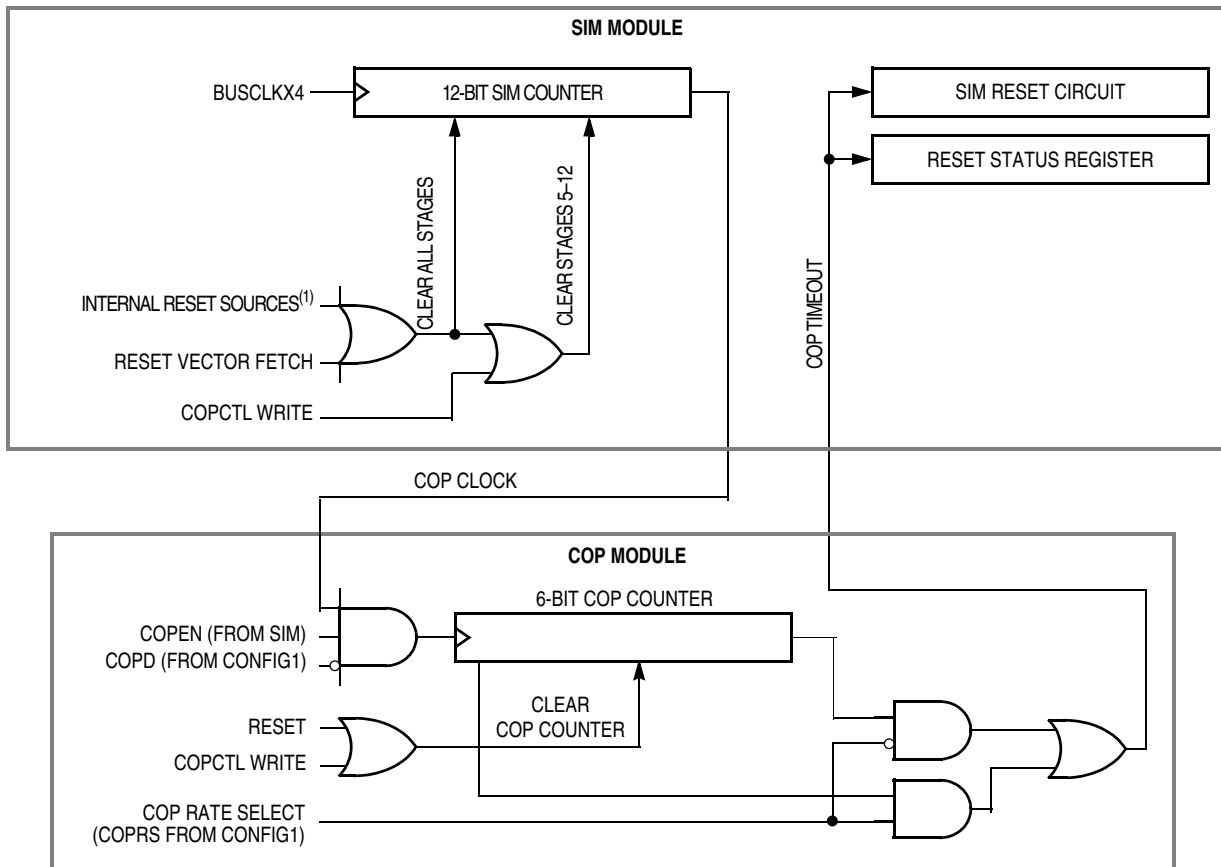 SIM MODULE
BUSCLKX4
12-BIT SIM COUNTER
SIM RESET CIRCUIT
RESET STATUS REGISTER
CLEAR ALL STAGES
CLEAR STAGES 5–12
COP TIMEOUT
INTERNAL RESET SOURCES(1)
RESET VECTOR FETCH
COPCTL WRITE
COP CLOCK
COP MODULE
6-BIT COP COUNTER
COPEN (FROM SIM)
COPD (FROM CONFIG1)
CLEAR
COP COUNTER
RESET
COPCTL WRITE
COP RATE SELECT
(COPRS FROM CONFIG1)